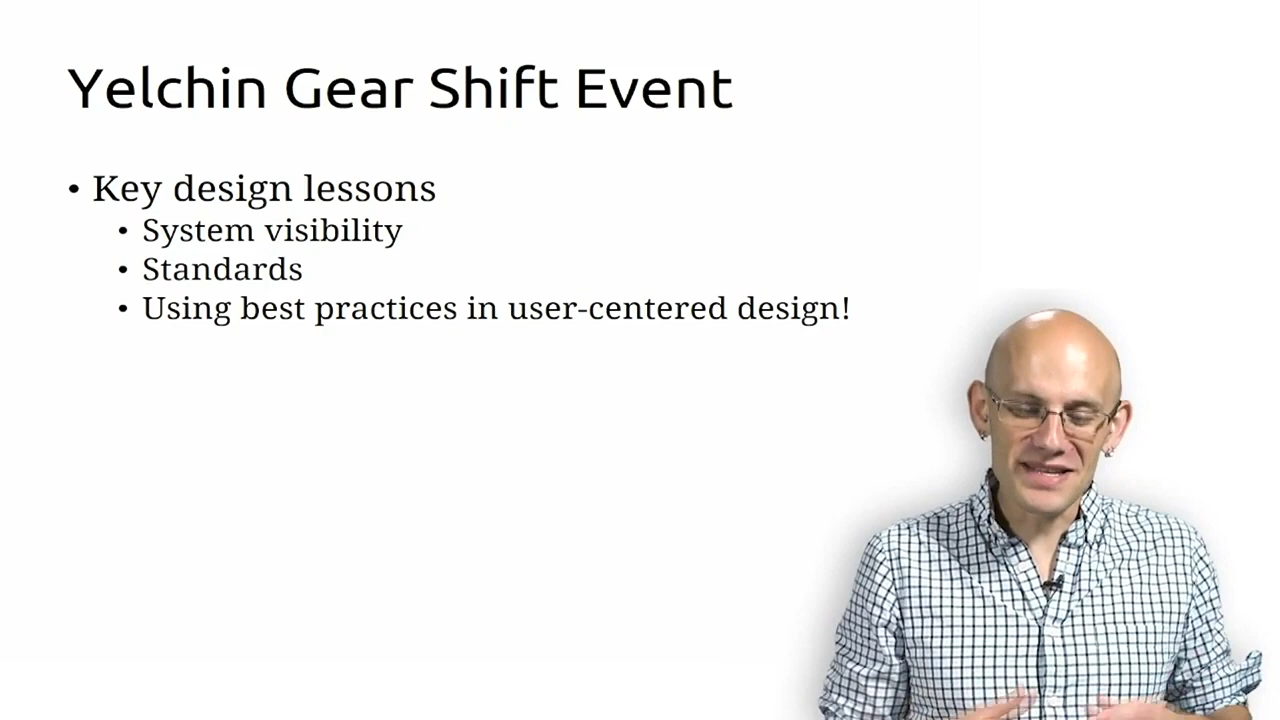 Yelchin Gear Shift Event
• Key design lessons
• System visibility
• Standards
• Using best practices in user-centered design!